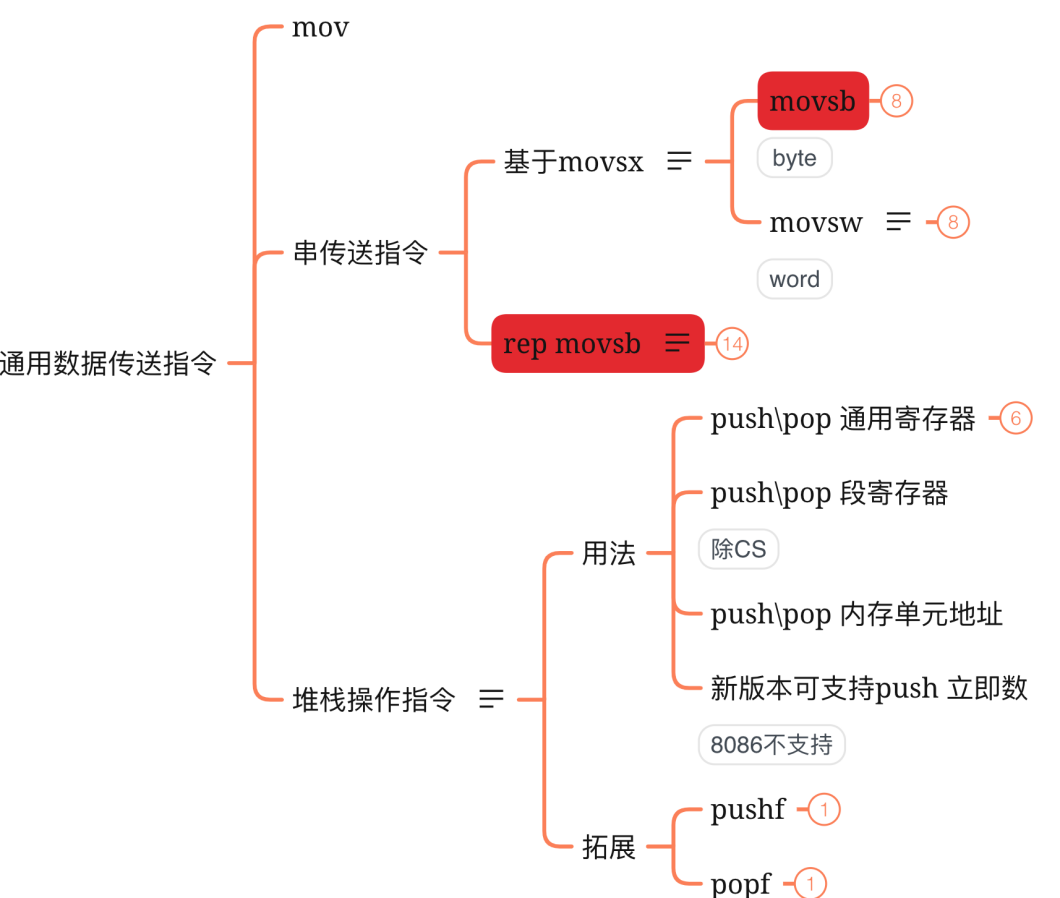 mov
movsb
8
byte
基于movsx
movsw
8
word
串传送指令
rep movsb
14
通用数据传送指令
push\pop 通用寄存器
6
push\pop 段寄存器
除CS
用法
push\pop 内存单元地址
新版本可支持push 立即数
8086不支持
堆栈操作指令
pushf
1
拓展
popf
1